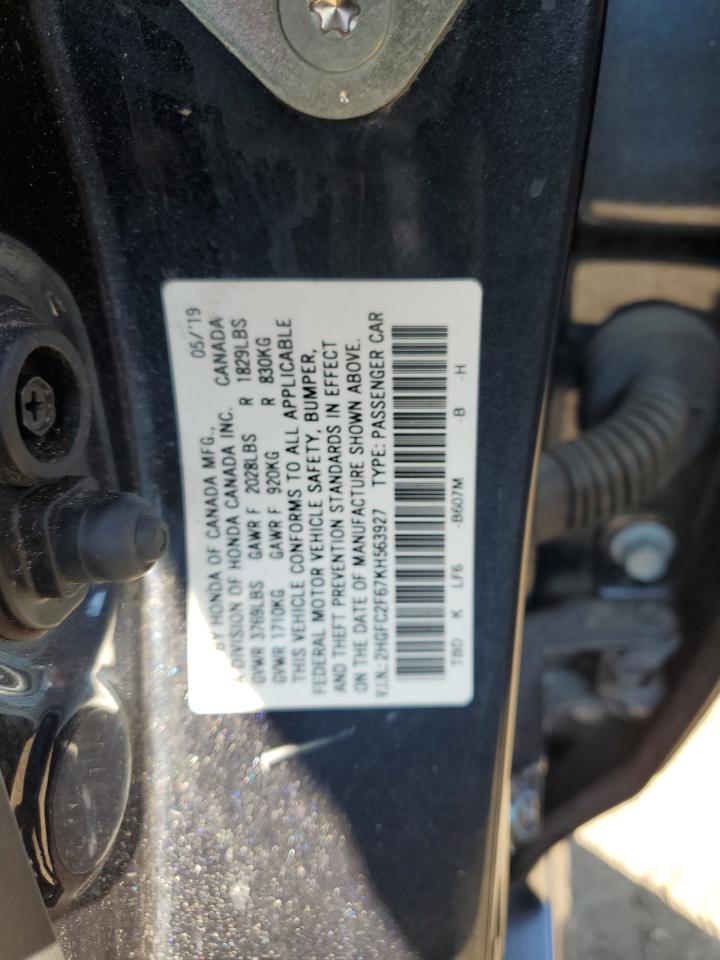 BY HONDA OF CANADA MFG., 05/'19
A DIVISION OF HONDA CANADA INC. CANADA
GVWR 3769LBS GAWR F 2028LBS R 1829LBS
GVWR 1710KG GAWR F 920KG R 830KG
THIS VEHICLE CONFORMS TO ALL APPLICABLE
FEDERAL MOTOR VEHICLE SAFETY, BUMPER,
AND THEFT PREVENTION STANDARDS IN EFFECT
ON THE DATE OF MANUFACTURE SHOWN ABOVE.
V.I.N.:2HGFC2F67KH563927 TYPE: PASSENGER CAR
TBD K LF6 -B607M -B -H